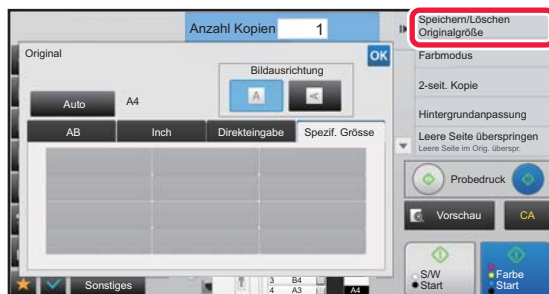 Anzahl Kopien 1
Original
OK
Bildausrichtung
A
A
Auto
A4
AB
Inch
Direkteingabe
Spezif. Grösse
Speichern/Löschen
Originalgröße
Farbmodus
2-seit. Kopie
Hintergrundanpassung
Leere Seite überspringen
Leere Seite im Orig. überspr.
Probedruck
Vorschau
CA
S/W
Start
Farbe
Start
Sonstiges
3 B4
4 A3
A4